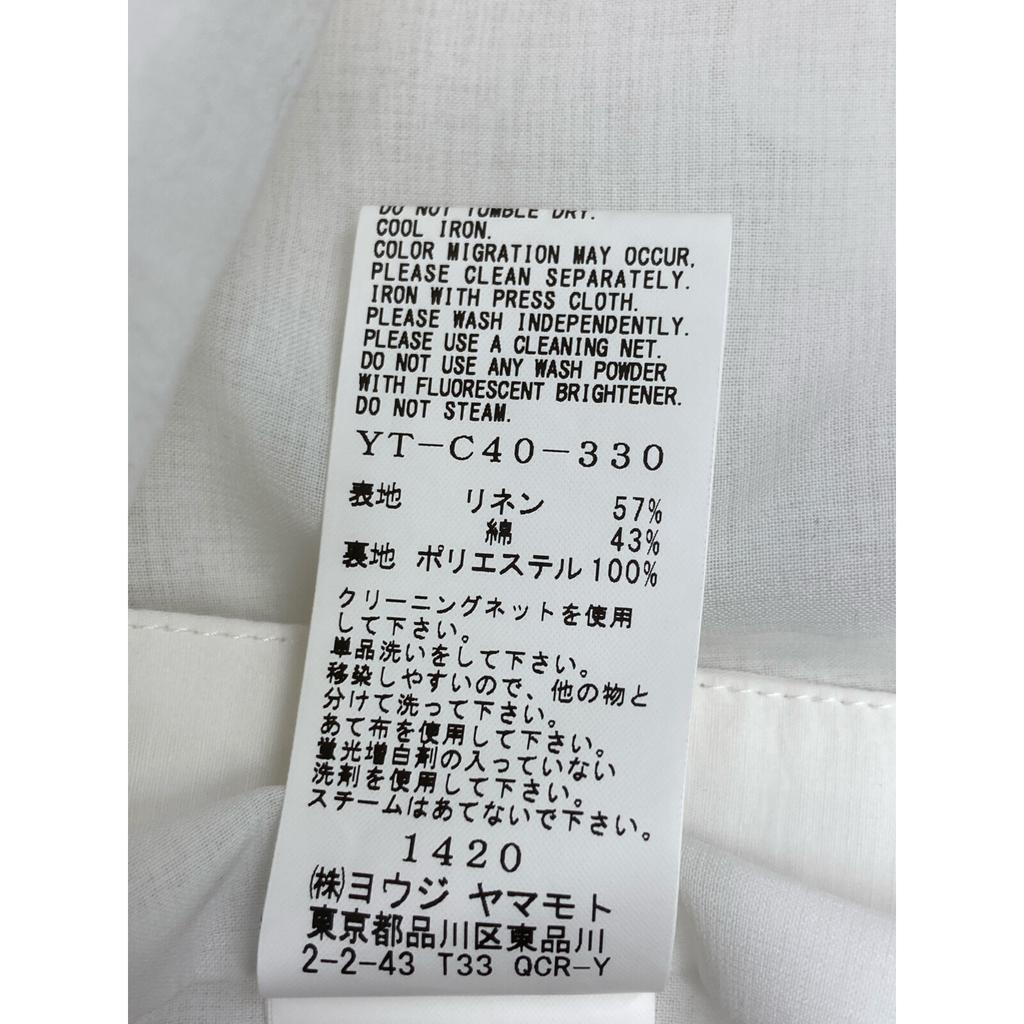 DO NOT TUMBLE DRY.
COOL IRON.
COLOR MIGRATION MAY OCCUR,
PLEASE CLEAN SEPARATELY.
IRON WITH PRESS CLOTH.
PLEASE WASH INDEPENDENTLY.
PLEASE USE A CLEANING NET.
DO NOT USE ANY WASH POWDER
WITH FLUORESCENT BRIGHTENER.
DO NOT STEAM.
YT-C40-330
表地 リネン 57%
綿 43%
裏地 ポリエステル 100%
クリーニングネットを使用
して下さい。
単品洗いをして下さい。
移染しやすいので、他の物と
分けて洗って下さい。
あて布を使用して下さい。
蛍光増白剤の入っていない
洗剤を使用して下さい。
スチームはあてないで下さい。
1420
㈱ヨウジ ヤマモト
東京都品川区東品川
2-2-43 T33 QCR-Y